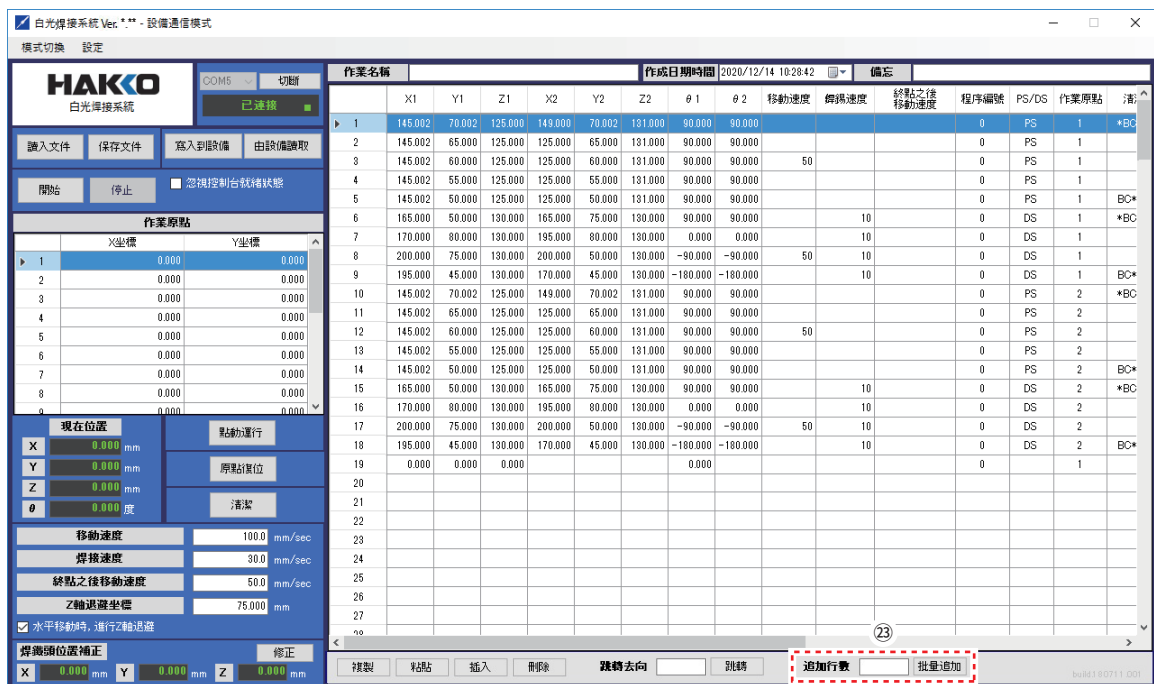 白光焊接系統 Ver. *.** - 設備通信模式
模式切換 設定
HAKKO
白光焊接系統
COM5 切斷
已連接
讀入文件 保存文件 寫入到設備 由設備讀取
開始 停止 忽視控制台就緒狀態
作業原點
X坐標 Y坐標
1 0.000 0.000
2 0.000 0.000
3 0.000 0.000
4 0.000 0.000
5 0.000 0.000
6 0.000 0.000
7 0.000 0.000
8 0.000 0.000
9 0.000 0.000
現在位置
X 0.000 mm
Y 0.000 mm
Z 0.000 mm
θ 0.000 度
點動運行
原點復位
清潔
移動速度 100.0 mm/sec
焊接速度 30.0 mm/sec
終點之後移動速度 50.0 mm/sec
Z軸退避坐標 75.000 mm
水平移動時, 進行Z軸退避
焊鐵頭位置補正 修正
X 0.000 mm Y 0.000 mm Z 0.000 mm
作業名稱 作成日期時間 2020/12/14 10:28:42 備忘
X1 Y1 Z1 X2 Y2 Z2 θ1 θ2 移動速度 銲錫速度 終點之後移動速度 程序編號 PS/DS 作業原點
1 145.002 70.002 125.000 149.000 70.002 131.000 90.000 90.000 0 PS 1 *BC
2 145.002 65.000 125.000 125.000 65.000 131.000 90.000 90.000 0 PS 1
3 145.002 60.000 125.000 125.000 60.000 131.000 90.000 90.000 50 0 PS 1
4 145.002 55.000 125.000 125.000 55.000 131.000 90.000 90.000 0 PS 1
5 145.002 50.000 125.000 125.000 50.000 131.000 90.000 90.000 0 PS 1 BC*
6 165.000 50.000 130.000 165.000 75.000 130.000 90.000 90.000 10 0 DS 1 *BC
7 170.000 80.000 130.000 195.000 80.000 130.000 0.000 0.000 10 0 DS 1
8 200.000 75.000 130.000 200.000 50.000 130.000 -90.000 -90.000 50 10 0 DS 1
9 195.000 45.000 130.000 170.000 45.000 130.000 -180.000 -180.000 10 0 DS 1 BC*
10 145.002 70.002 125.000 149.000 70.002 131.000 90.000 90.000 0 PS 2 *BC
11 145.002 65.000 125.000 125.000 65.000 131.000 90.000 90.000 0 PS 2
12 145.002 60.000 125.000 125.000 60.000 131.000 90.000 90.000 50 0 PS 2
13 145.002 55.000 125.000 125.000 55.000 131.000 90.000 90.000 0 PS 2
14 145.002 50.000 125.000 125.000 50.000 131.000 90.000 90.000 0 PS 2 BC*
15 165.000 50.000 130.000 165.000 75.000 130.000 90.000 90.000 10 0 DS 2 *BC
16 170.000 80.000 130.000 195.000 80.000 130.000 0.000 0.000 10 0 DS 2
17 200.000 75.000 130.000 200.000 50.000 130.000 -90.000 -90.000 50 10 0 DS 2
18 195.000 45.000 130.000 170.000 45.000 130.000 -180.000 -180.000 10 0 DS 2 BC*
19 0.000 0.000 0.000 0.000 0 1
20
21
22
23
24
25
26
27
㉓
複製 粘貼 插入 刪除 跳轉去向 跳轉 追加行數 批量追加
build.190711.001